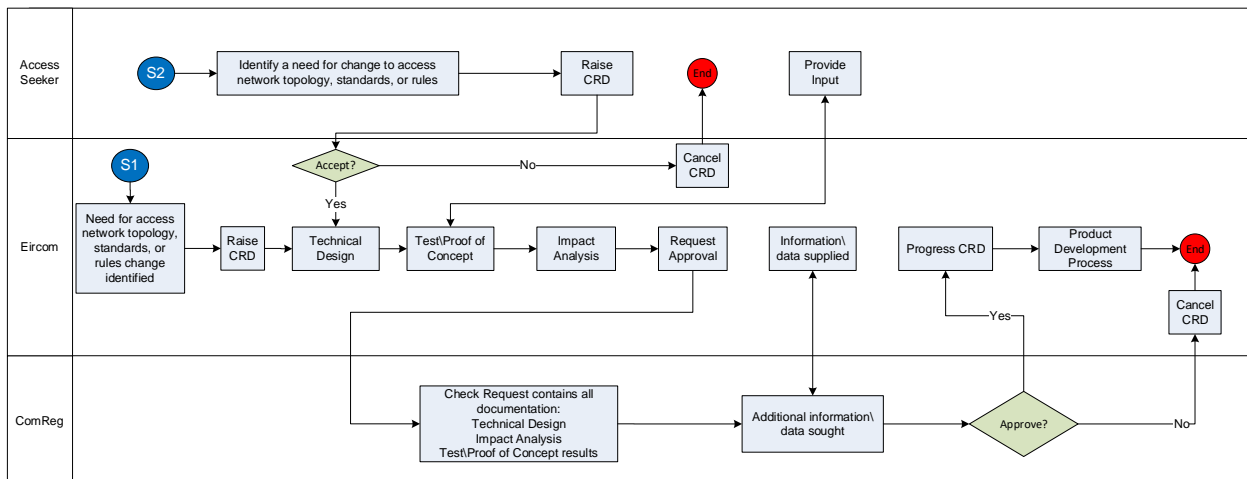 Access
Seeker
S2
Identify a need for change to access
network topology, standards, or rules
Raise
CRD
End
Provide
Input
Eircom
S1
Accept?
No
Cancel
CRD
Yes
Need for access
network topology,
standards, or
rules change
identified
Raise
CRD
Technical
Design
Test\Proof of
Concept
Impact
Analysis
Request
Approval
Information\
data supplied
Progress CRD
Product
Development
Process
End
Cancel
CRD
Yes
ComReg
Check Request contains all
documentation:
Technical Design
Impact Analysis
Test\Proof of Concept results
Additional information\
data sought
Approve?
No